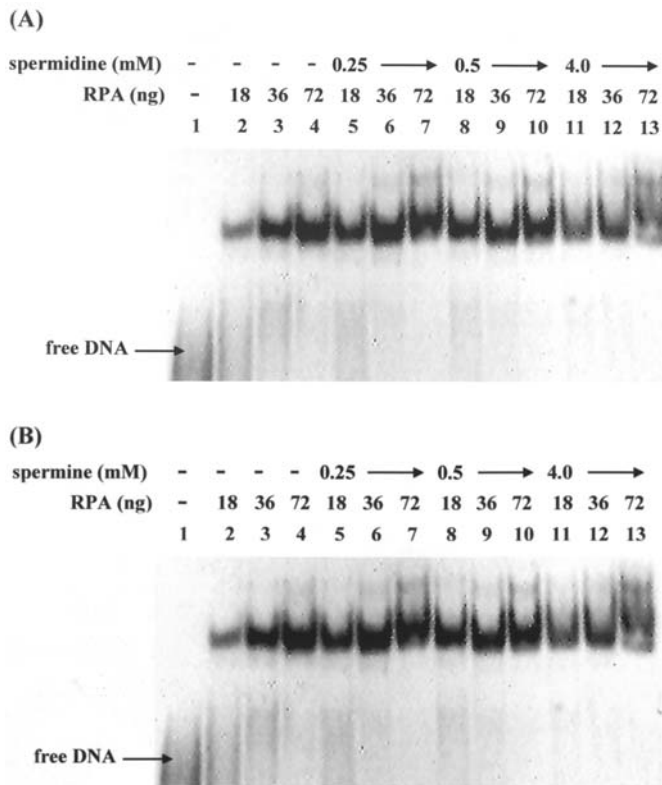 (A)
spermidine (mM) - - - - 0.25 → 0.5 → 4.0 →
RPA (ng) - 18 36 72 18 36 72 18 36 72 18 36 72
1 2 3 4 5 6 7 8 9 10 11 12 13
free DNA →
(B)
spermine (mM) - - - - 0.25 → 0.5 → 4.0 →
RPA (ng) - 18 36 72 18 36 72 18 36 72 18 36 72
1 2 3 4 5 6 7 8 9 10 11 12 13
free DNA →